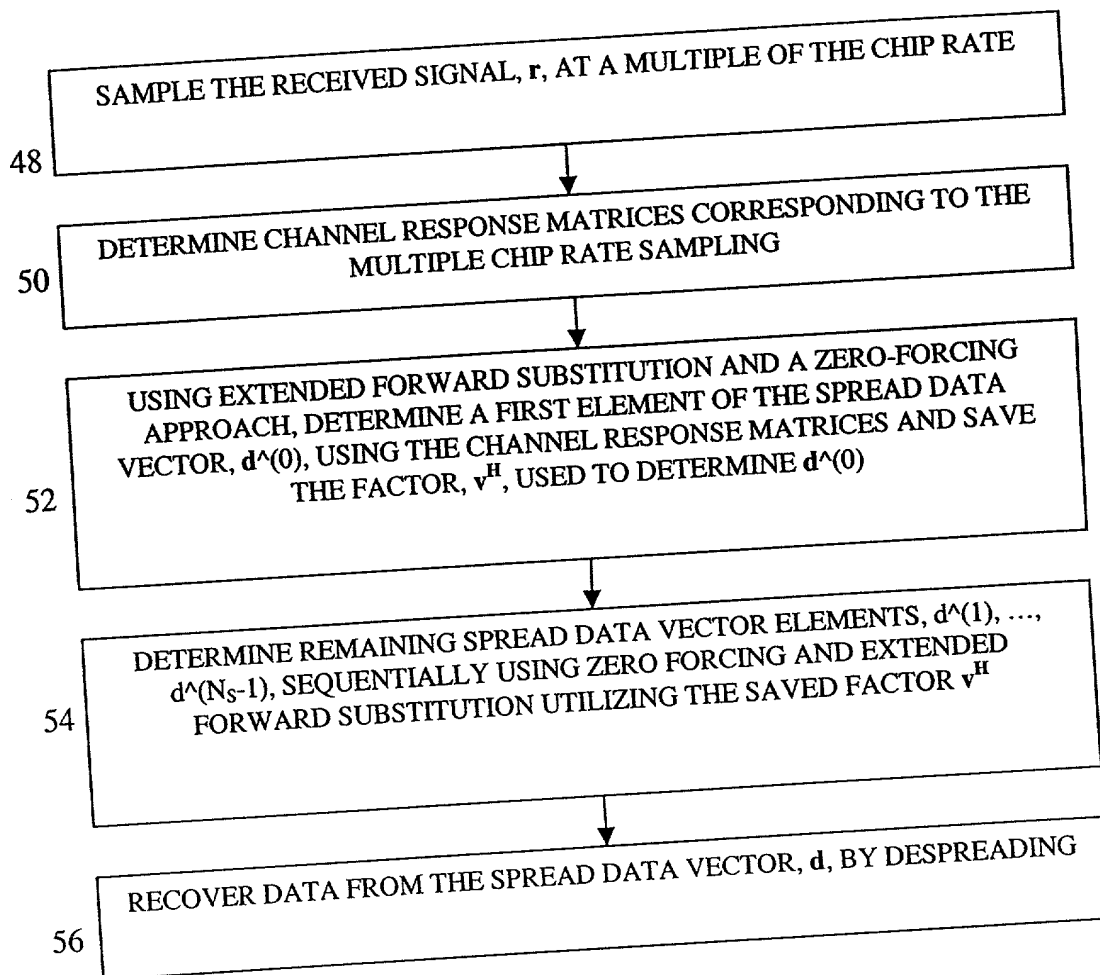 SAMPLE THE RECEIVED SIGNAL, r, AT A MULTIPLE OF THE CHIP RATE
48
DETERMINE CHANNEL RESPONSE MATRICES CORRESPONDING TO THE
MULTIPLE CHIP RATE SAMPLING
50
USING EXTENDED FORWARD SUBSTITUTION AND A ZERO-FORCING
APPROACH, DETERMINE A FIRST ELEMENT OF THE SPREAD DATA
VECTOR, d^(0), USING THE CHANNEL RESPONSE MATRICES AND SAVE
THE FACTOR, v^H, USED TO DETERMINE d^(0)
52
DETERMINE REMAINING SPREAD DATA VECTOR ELEMENTS, d^(1), ...,
d^(N_S-1), SEQUENTIALLY USING ZERO FORCING AND EXTENDED
FORWARD SUBSTITUTION UTILIZING THE SAVED FACTOR v^H
54
RECOVER DATA FROM THE SPREAD DATA VECTOR, d, BY DESPREADING
56